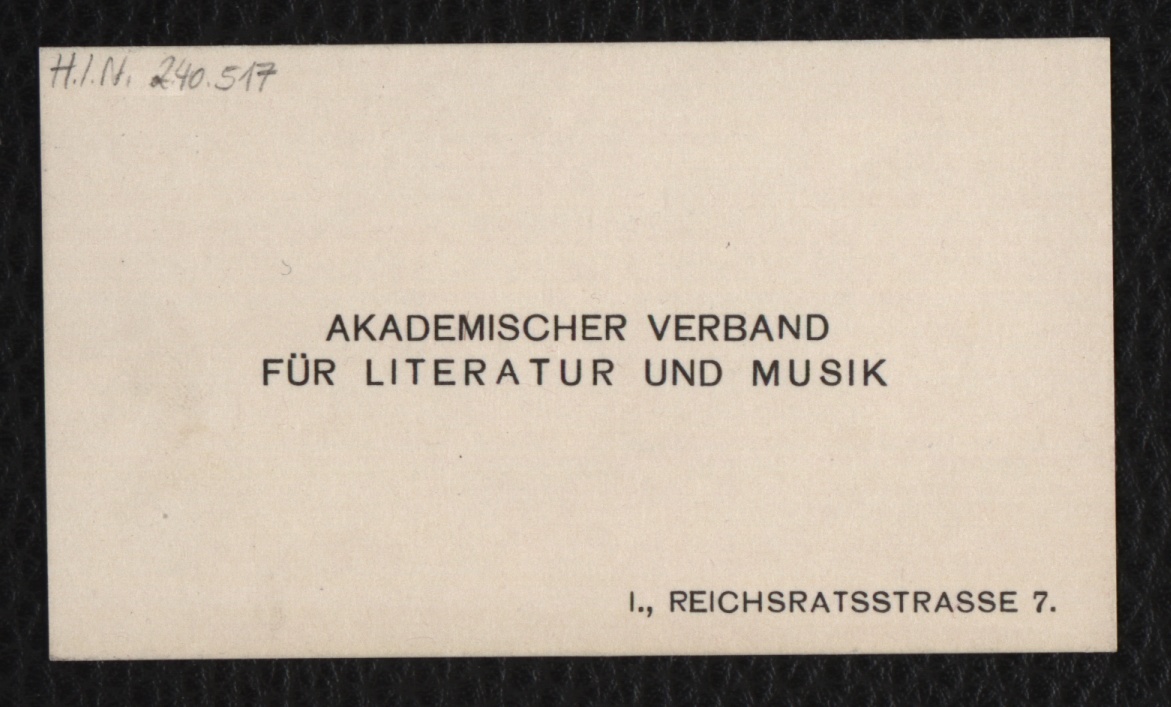 H.I.N. 240.517
AKADEMISCHER VERBAND
FÜR LITERATUR UND MUSIK
I., REICHSRATSSTRASSE 7.